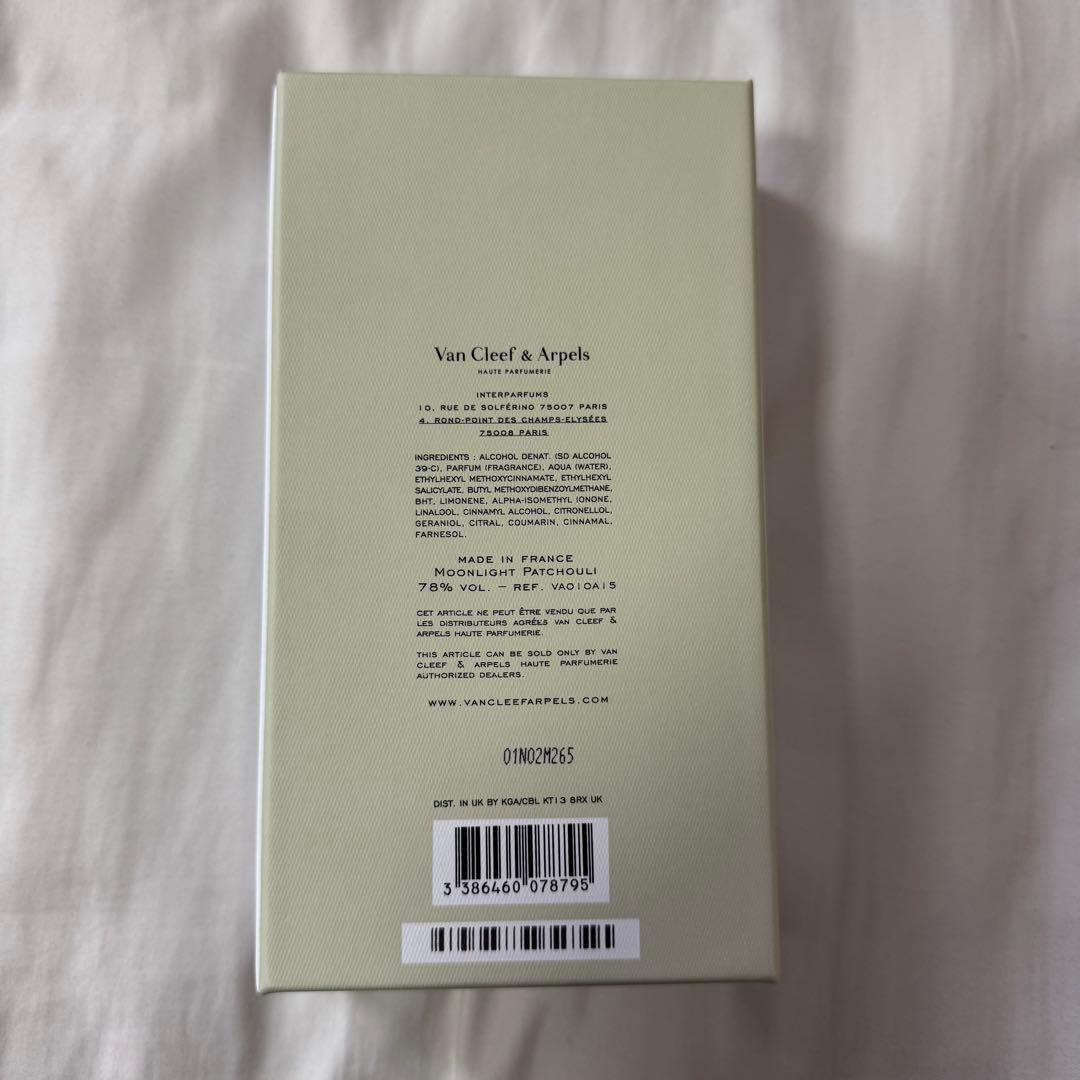 Van Cleef & Arpels
HAUTE PARFUMERIE
INTERPARFUMS
10, RUE DE SOLFÉRINO 75007 PARIS
4, ROND-POINT DES CHAMPS-ELYSÉES
75008 PARIS
INGREDIENTS : ALCOHOL DENAT. (SD ALCOHOL
39-C), PARFUM (FRAGRANCE), AQUA (WATER),
ETHYLHEXYL METHOXYCINNAMATE, ETHYLHEXYL
SALICYLATE, BUTYL METHOXYDIBENZOYLMETHANE,
BHT, LIMONENE, ALPHA-ISOMETHYL IONONE,
LINALOOL, CINNAMYL ALCOHOL, CITRONELLOL,
GERANIOL, CITRAL, COUMARIN, CINNAMAL,
FARNESOL.
MADE IN FRANCE
MOONLIGHT PATCHOULI
78% VOL. – REF. VA010A15
CET ARTICLE NE PEUT ÊTRE VENDU QUE PAR
LES DISTRIBUTEURS AGRÉÉS VAN CLEEF &
ARPELS HAUTE PARFUMERIE.
THIS ARTICLE CAN BE SOLD ONLY BY VAN
CLEEF & ARPELS HAUTE PARFUMERIE
AUTHORIZED DEALERS.
WWW.VANCLEEFARPELS.COM
01N02M265
DIST. IN UK BY KGA/CBL KT13 8RX UK
3 386460 078795